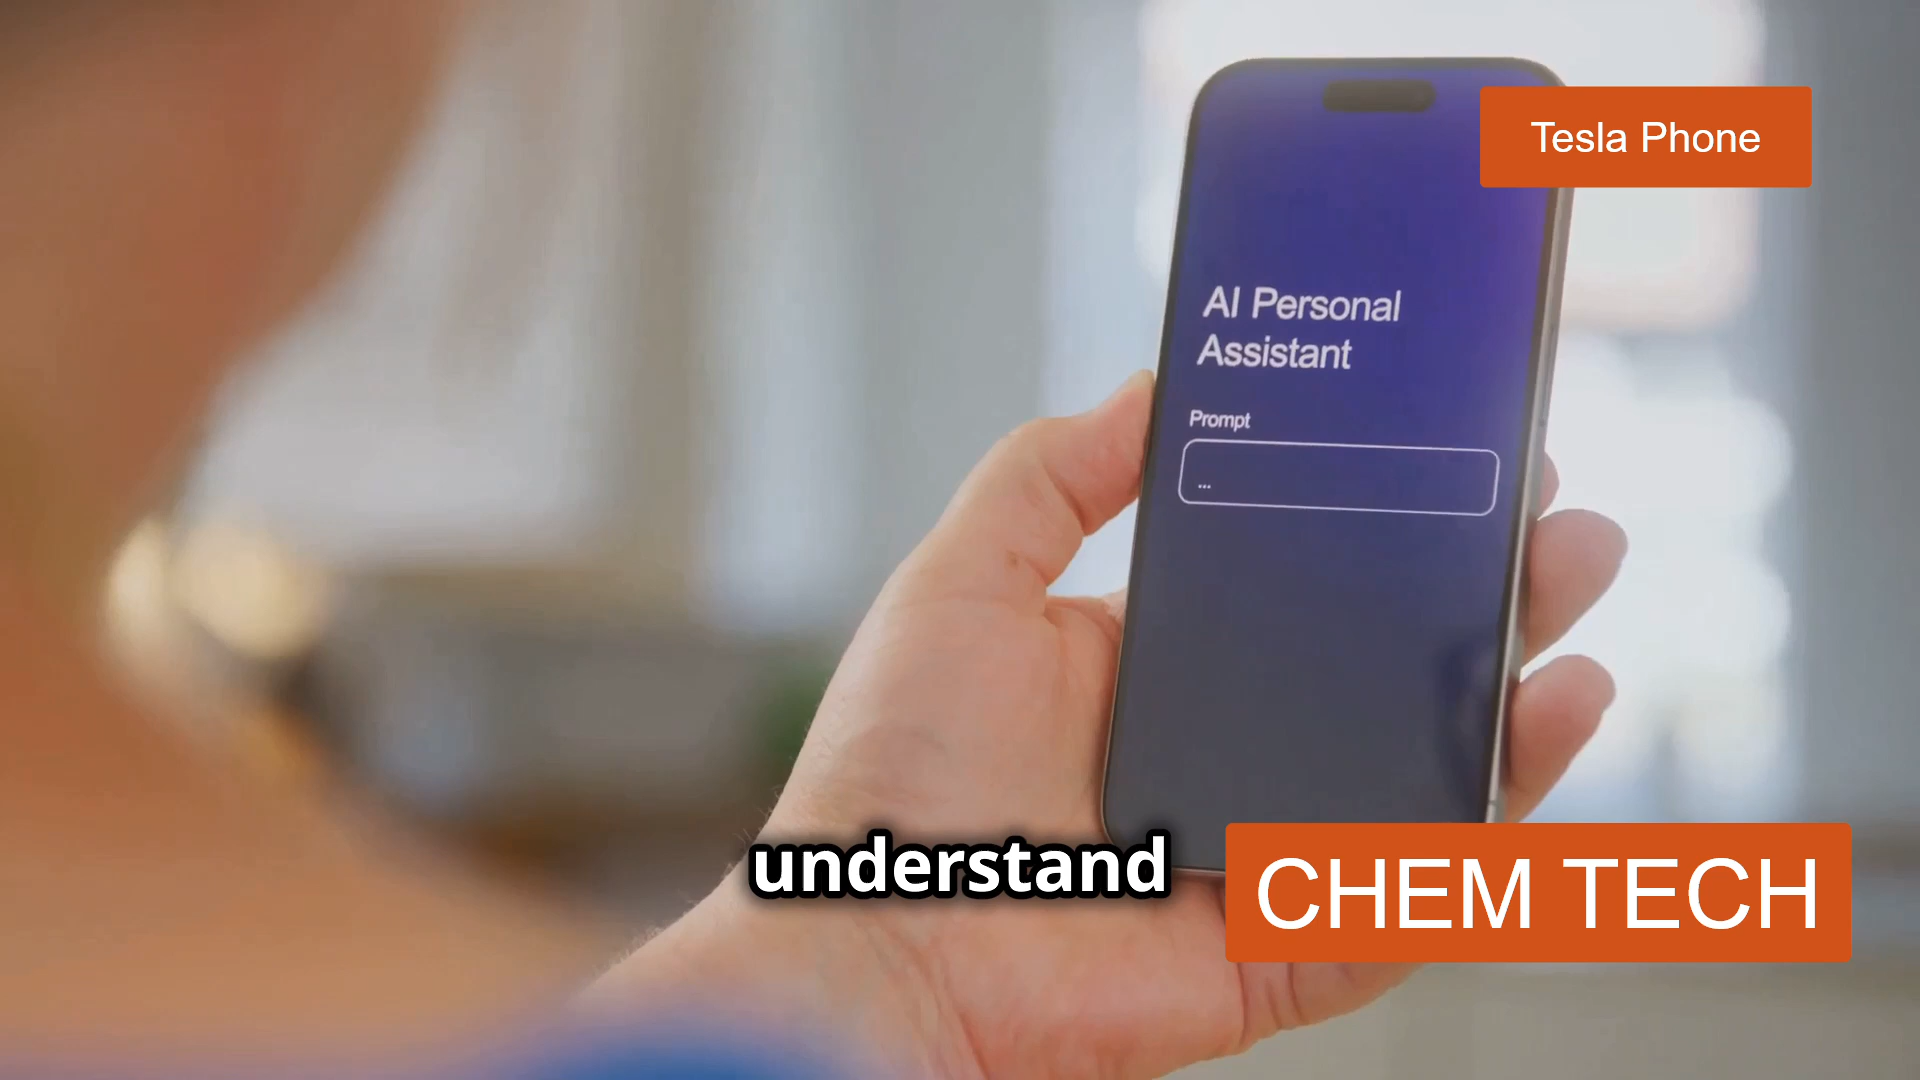 Tesla Phone
AI Personal
Assistant
Prompt
...
understand
CHEM TECH